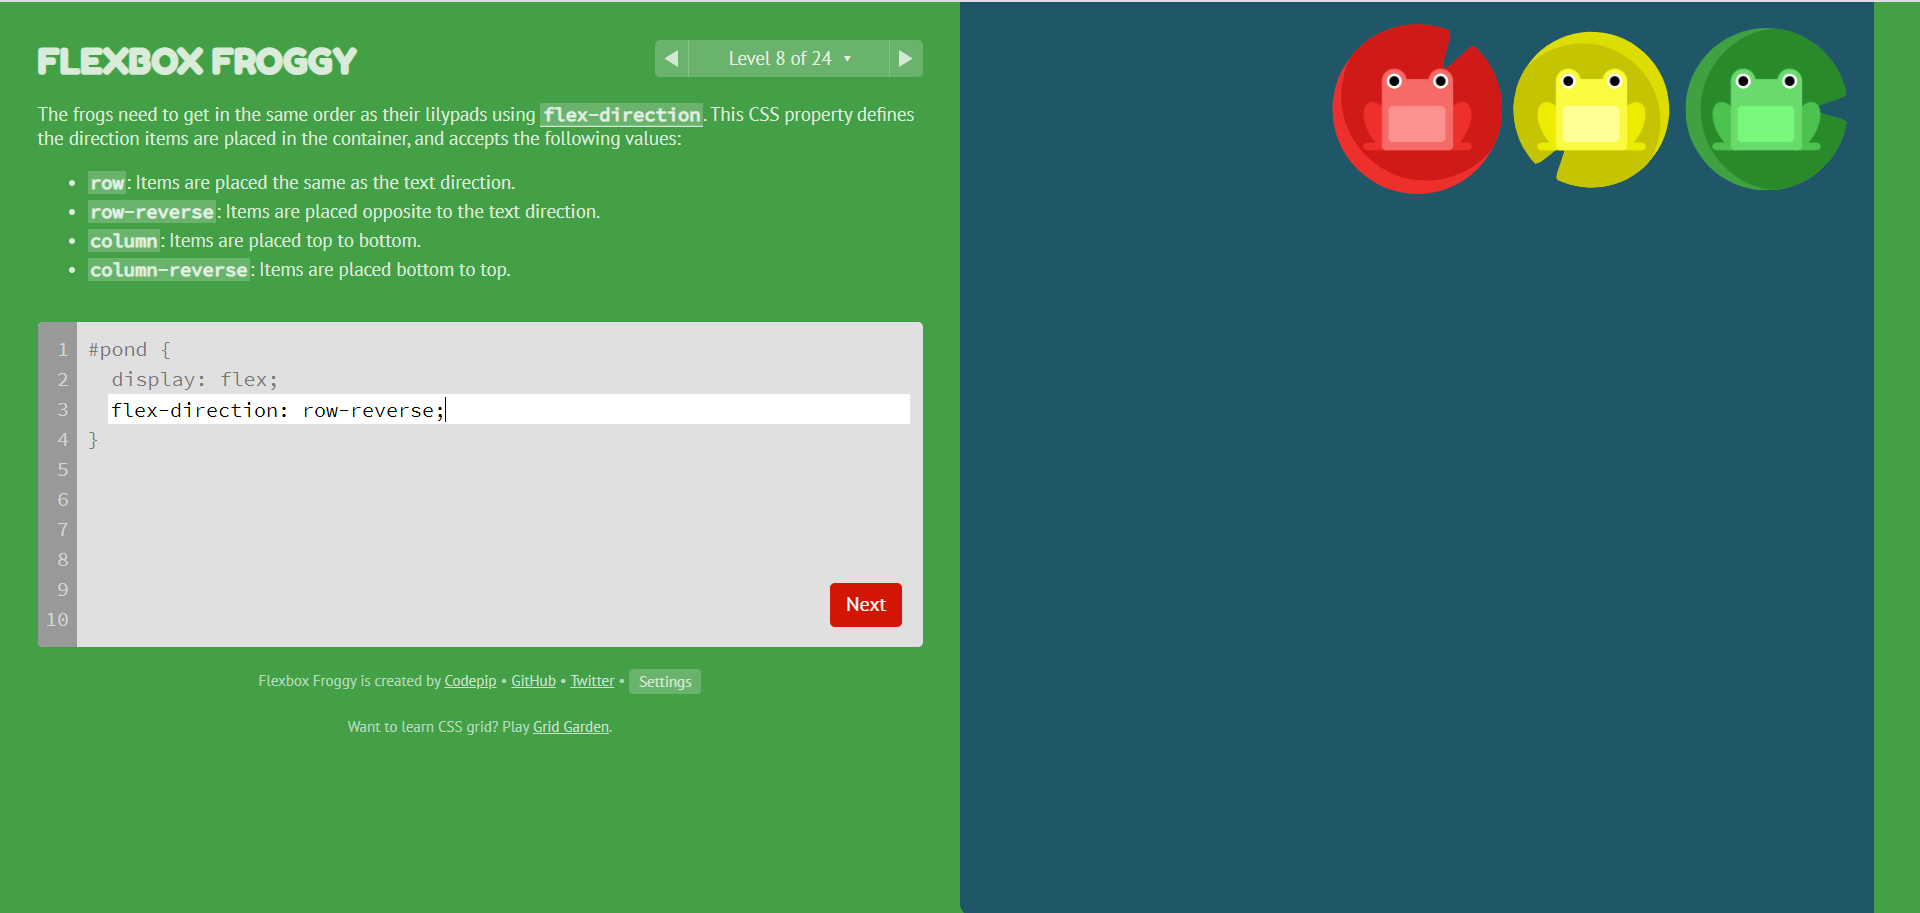 FLEXBOX FROGGY
Level 8 of 24
The frogs need to get in the same order as their lilypads using flex-direction. This CSS property defines
the direction items are placed in the container, and accepts the following values:
• row: Items are placed the same as the text direction.
• row-reverse: Items are placed opposite to the text direction.
• column: Items are placed top to bottom.
• column-reverse: Items are placed bottom to top.
1 #pond {
2   display: flex;
3   flex-direction: row-reverse;
4 }
5
6
7
8
9
10
Next
Flexbox Froggy is created by Codepip • GitHub • Twitter • Settings
Want to learn CSS grid? Play Grid Garden.